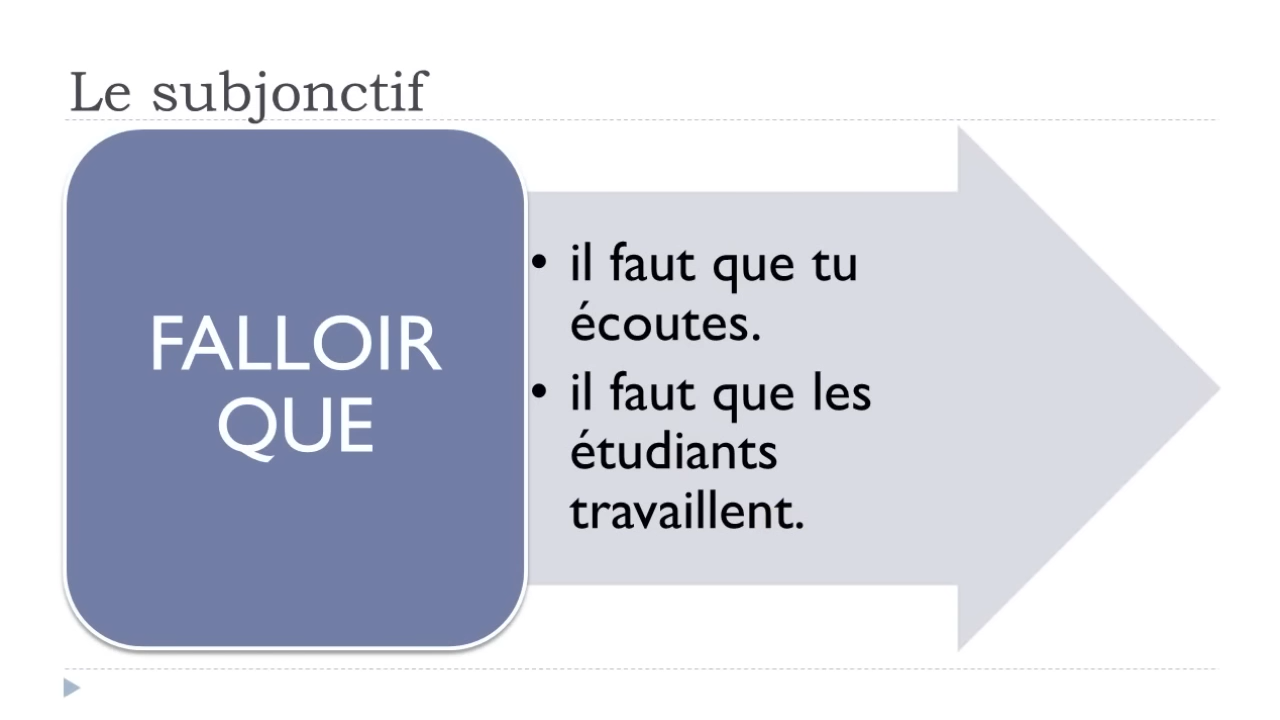 Le subjonctif
FALLOIR
QUE
• il faut que tu
écoutes.
• il faut que les
étudiants
travaillent.